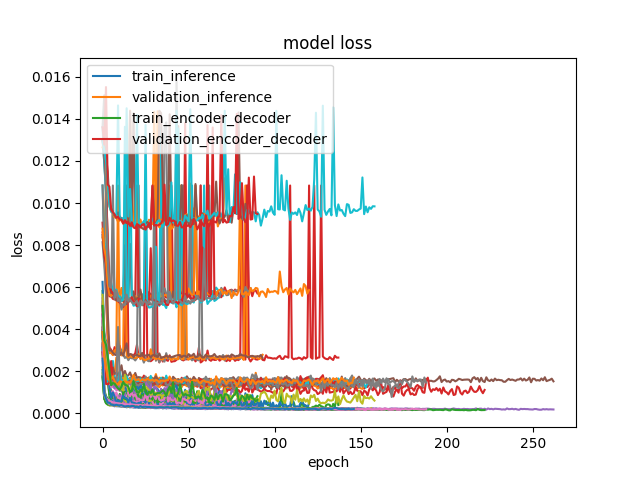 model loss
train_inference
validation_inference
train_encoder_decoder
validation_encoder_decoder
0.016
0.014
0.012
0.010
0.008
0.006
0.004
0.002
0.000
loss
0 50 100 150 200 250
epoch